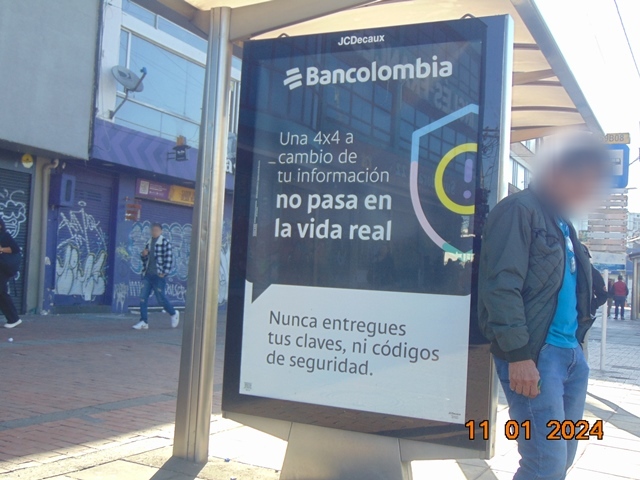 JCDecaux
Bancolombia
Una 4x4 a
cambio de
tu información
no pasa en
la vida real
Nunca entregues
tus claves, ni códigos
de seguridad.
11 01 2024